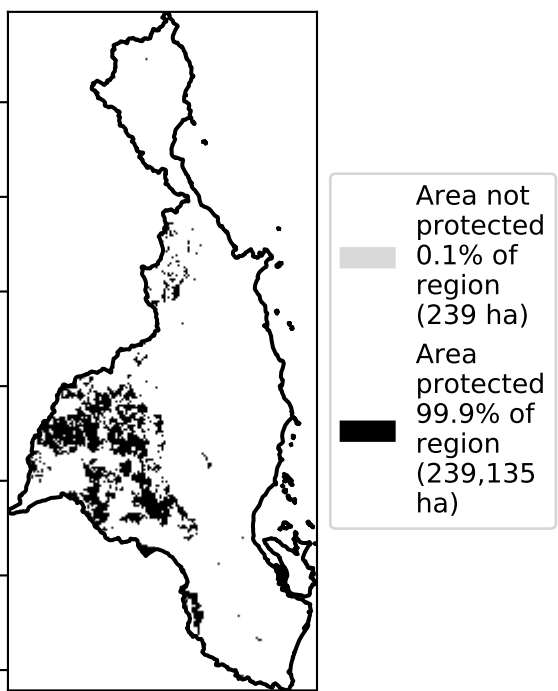 Area not
protected
0.1% of
region
(239 ha)
Area
protected
99.9% of
region
(239,135
ha)